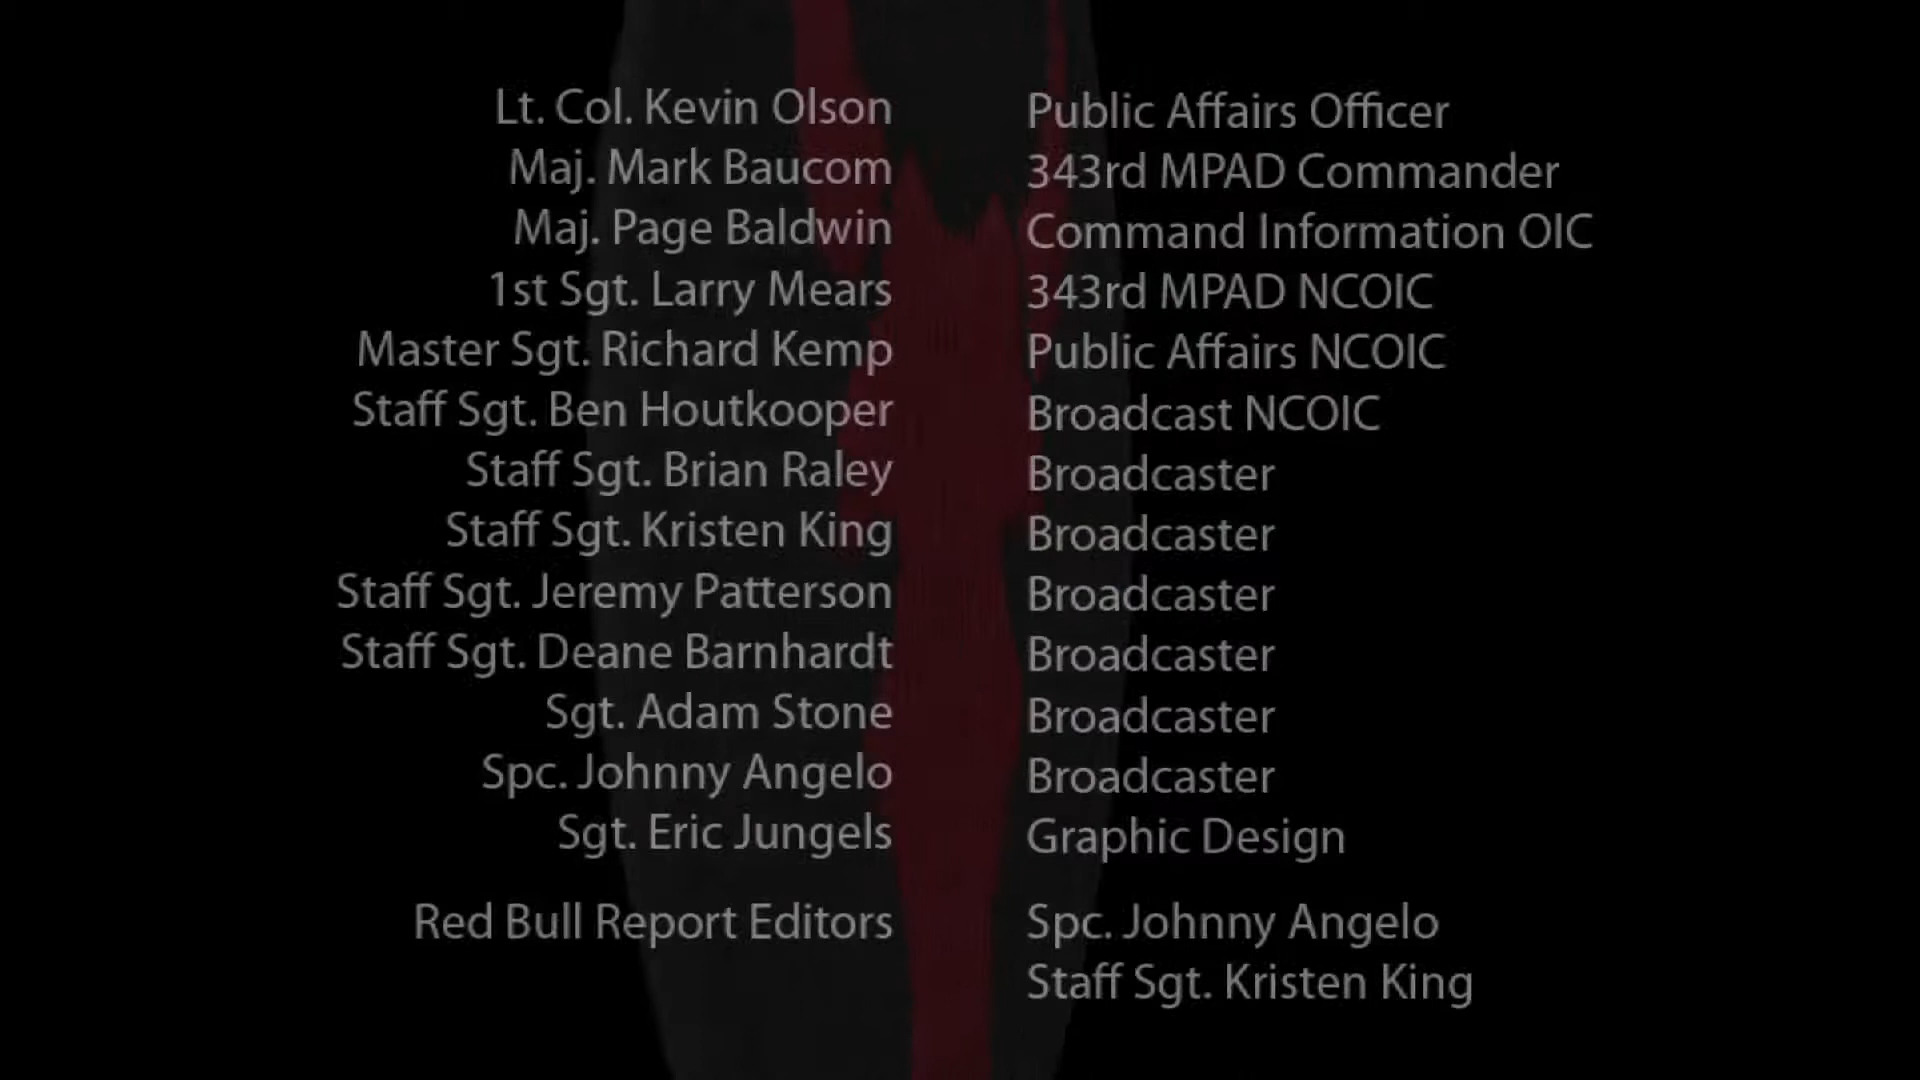 Lt. Col. Kevin Olson Public Affairs Officer
Maj. Mark Baucom 343rd MPAD Commander
Maj. Page Baldwin Command Information OIC
1st Sgt. Larry Mears 343rd MPAD NCOIC
Master Sgt. Richard Kemp Public Affairs NCOIC
Staff Sgt. Ben Houtkooper Broadcast NCOIC
Staff Sgt. Brian Raley Broadcaster
Staff Sgt. Kristen King Broadcaster
Staff Sgt. Jeremy Patterson Broadcaster
Staff Sgt. Deane Barnhardt Broadcaster
Sgt. Adam Stone Broadcaster
Spc. Johnny Angelo Broadcaster
Sgt. Eric Jungels Graphic Design
Red Bull Report Editors Spc. Johnny Angelo
Staff Sgt. Kristen King